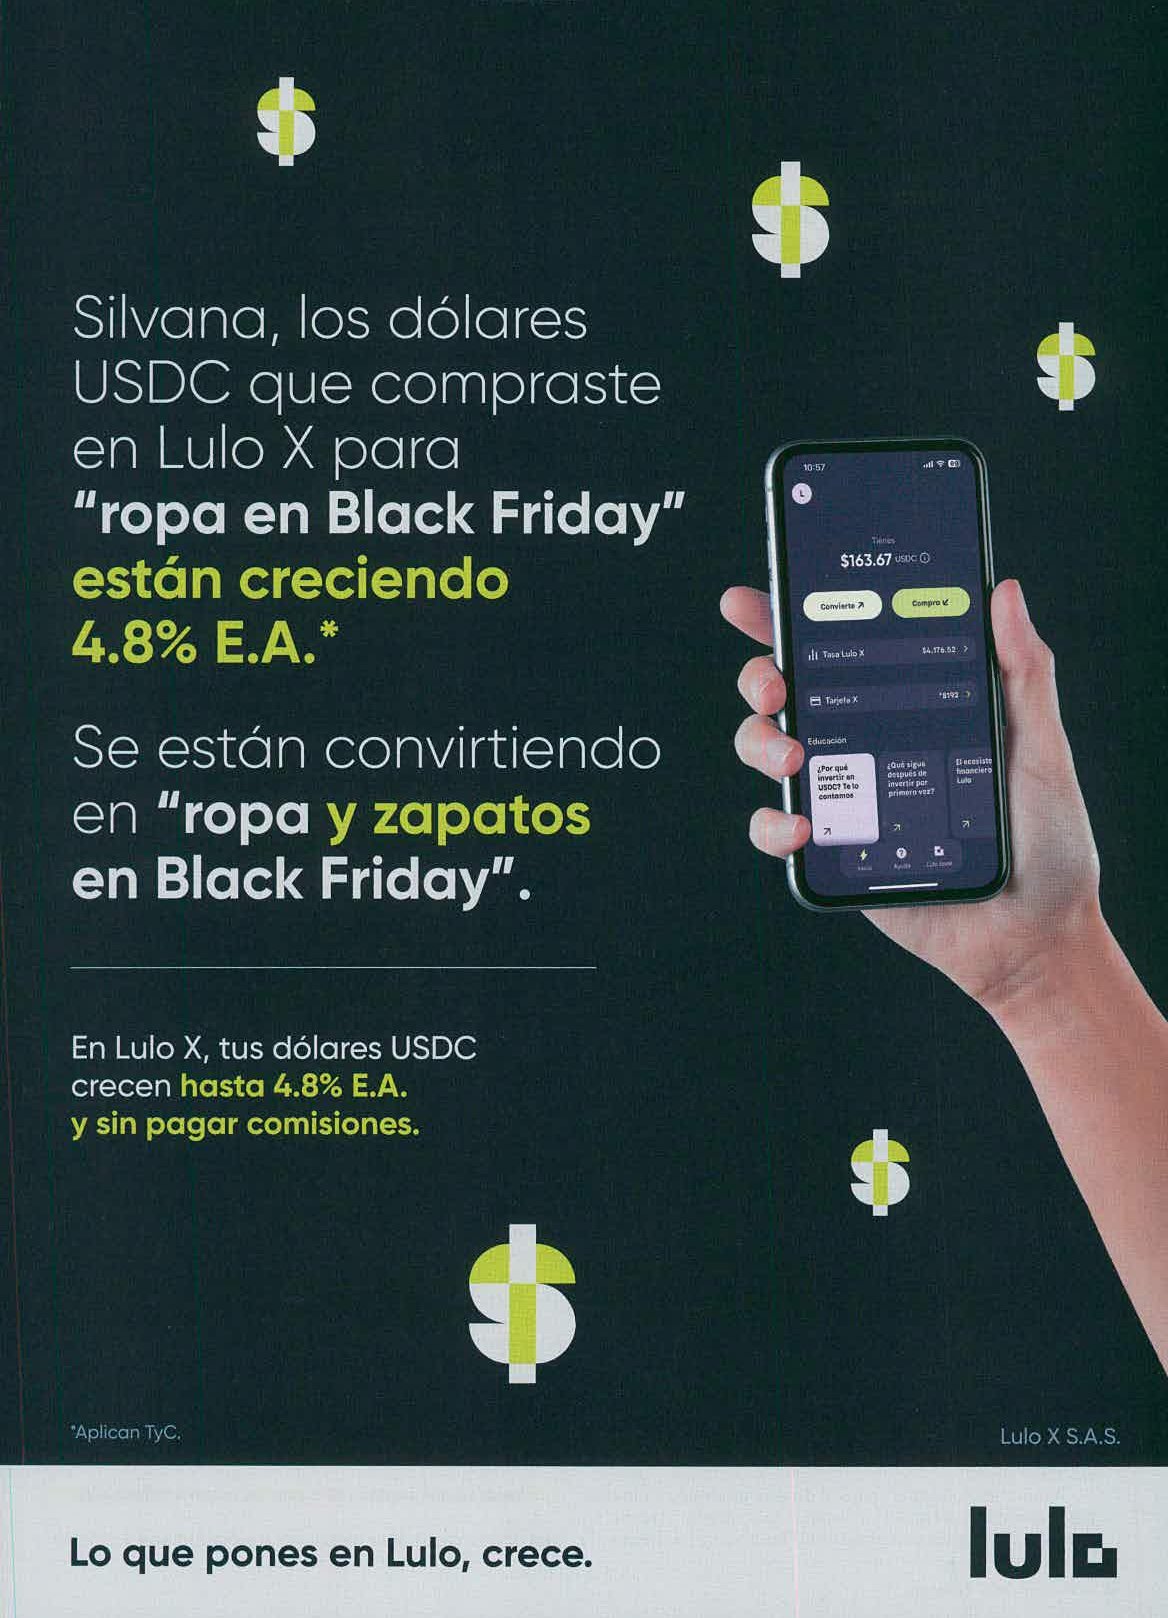 Silvana, los dólares
USDC que compraste
en Lulo X para
“ropa en Black Friday”
están creciendo
4.8% E.A.*
Se están convirtiendo
en “ropa y zapatos
en Black Friday”.
En Lulo X, tus dólares USDC
crecen hasta 4.8% E.A.
y sin pagar comisiones.
10:57
L
Tienes
$163.67 USDC
Convierte
Compra
Tasa Lulo X $4,176.52
Tarjeta X *8192
Educación
¿Por qué
invertir en
USDC? Te lo
contamos
¿Qué sigue
después de
invertir por
primera vez?
El ecosiste
financiero
Lulo
Inicio Ayuda
*Aplican TyC.
Lulo X S.A.S.
Lo que pones en Lulo, crece.
lulo